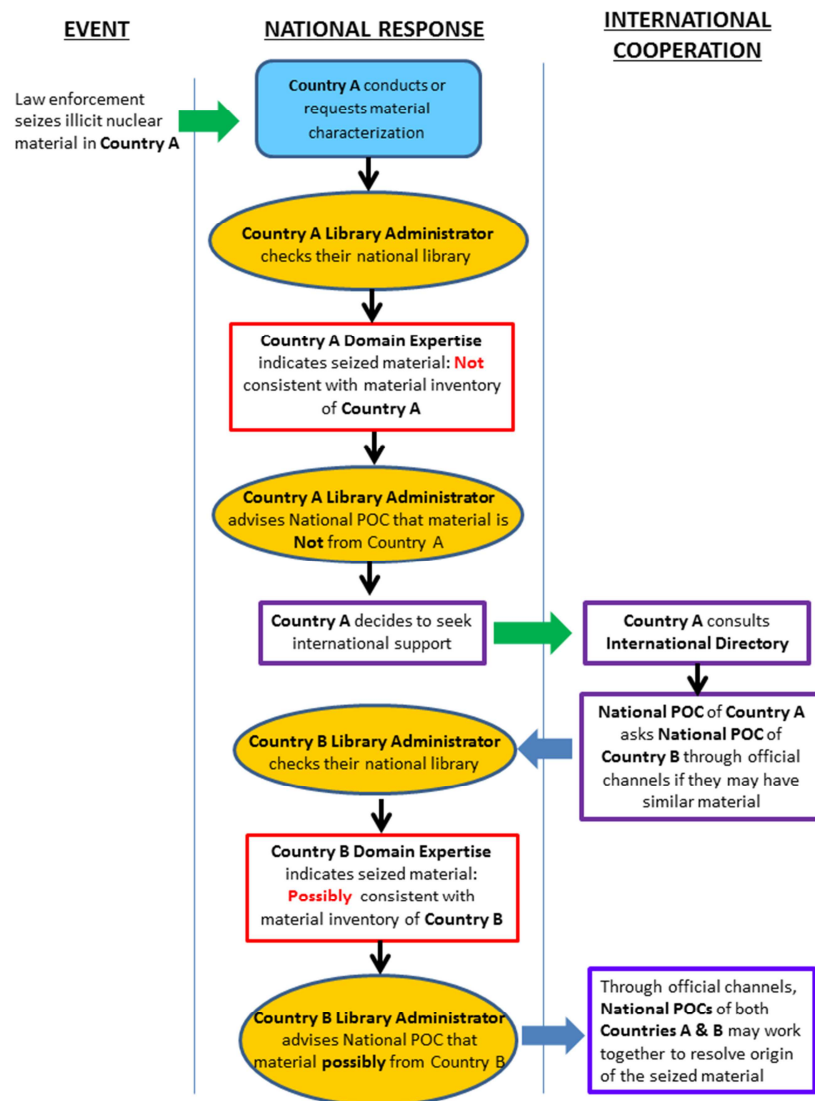 EVENT
NATIONAL RESPONSE
INTERNATIONAL
COOPERATION
Law enforcement
seizes illicit nuclear
material in Country A
Country A conducts or
requests material
characterization
Country A Library Administrator
checks their national library
Country A Domain Expertise
indicates seized material: Not
consistent with material inventory
of Country A
Country A Library Administrator
advises National POC that material is
Not from Country A
Country A decides to seek
international support
Country A consults
International Directory
National POC of Country A
asks National POC of
Country B through official
channels if they may have
similar material
Country B Library Administrator
checks their national library
Country B Domain Expertise
indicates seized material:
Possibly consistent with
material inventory of Country B
Country B Library Administrator
advises National POC that
material possibly from Country B
Through official channels,
National POCs of both
Countries A & B may work
together to resolve origin
of the seized material